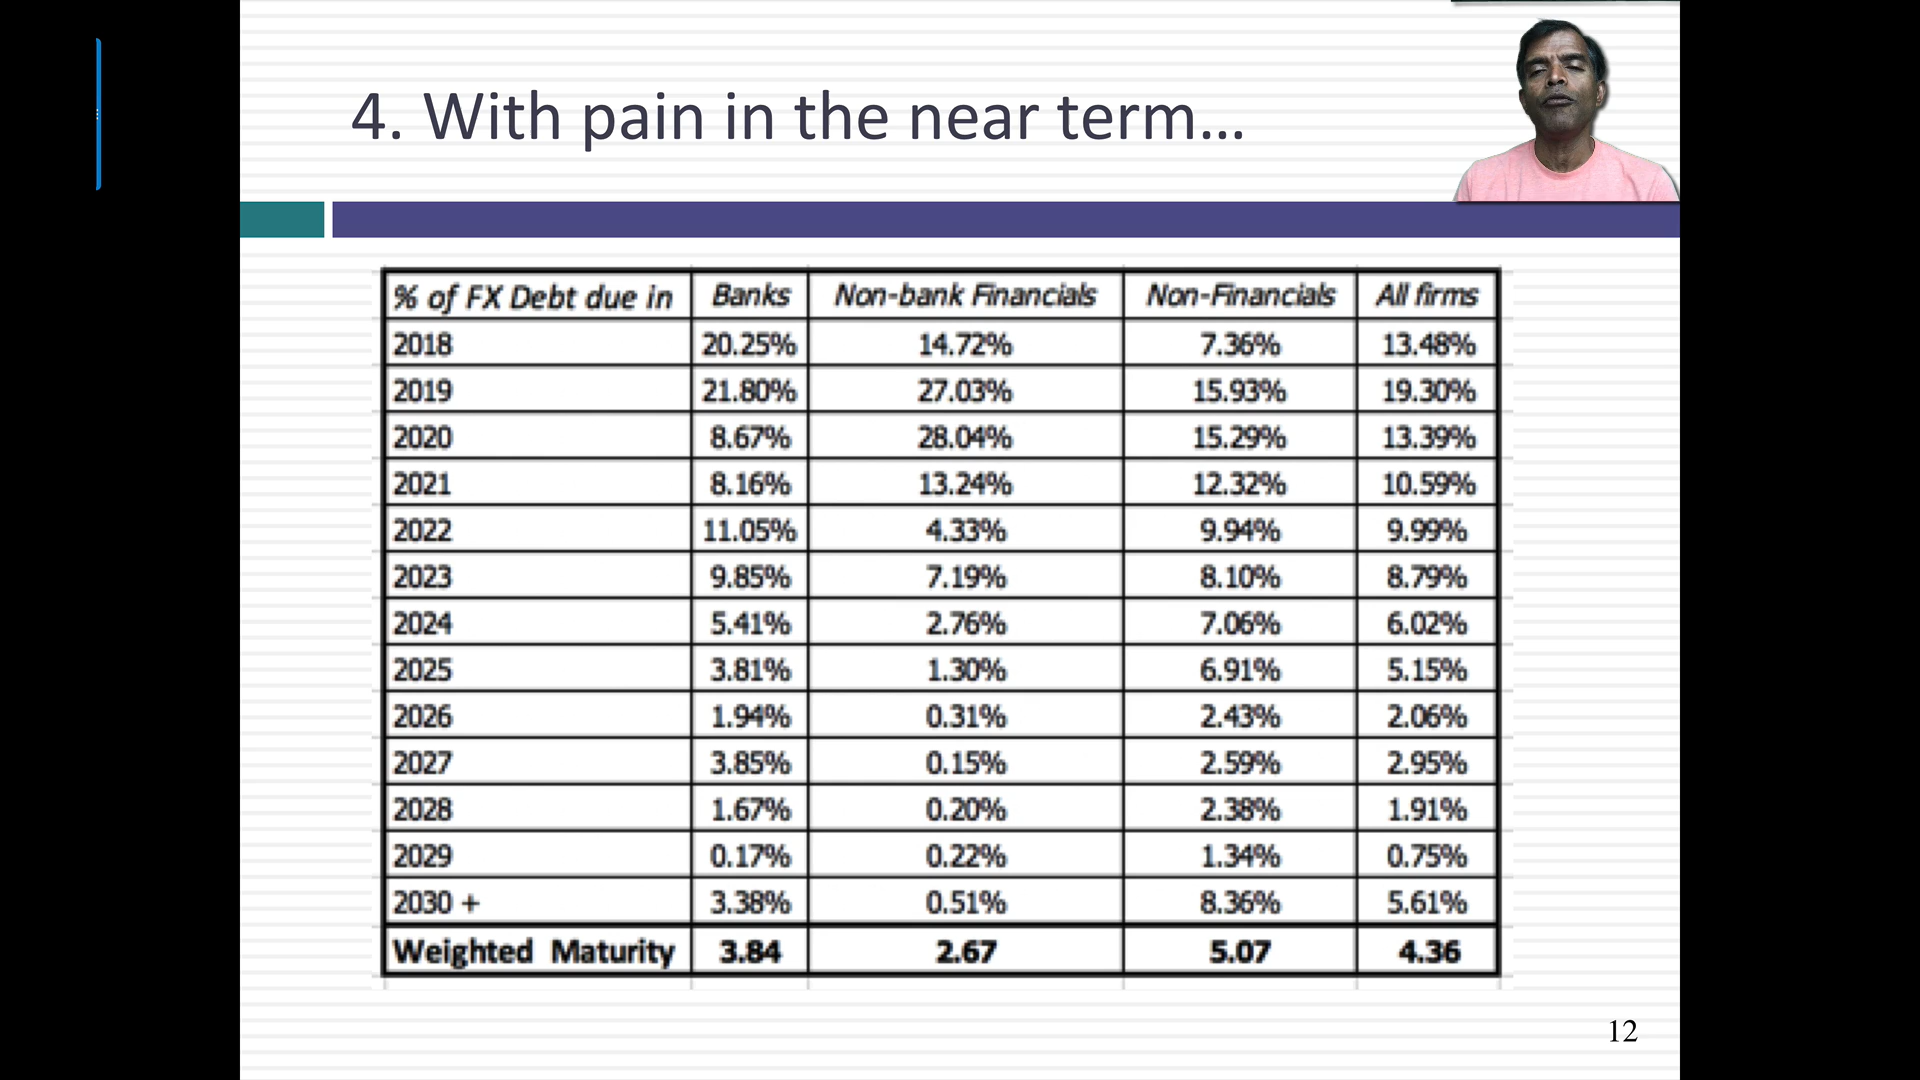 4. With pain in the near term…
% of FX Debt due in Banks Non-bank Financials Non-Financials All firms
2018 20.25% 14.72% 7.36% 13.48%
2019 21.80% 27.03% 15.93% 19.30%
2020 8.67% 28.04% 15.29% 13.39%
2021 8.16% 13.24% 12.32% 10.59%
2022 11.05% 4.33% 9.94% 9.99%
2023 9.85% 7.19% 8.10% 8.79%
2024 5.41% 2.76% 7.06% 6.02%
2025 3.81% 1.30% 6.91% 5.15%
2026 1.94% 0.31% 2.43% 2.06%
2027 3.85% 0.15% 2.59% 2.95%
2028 1.67% 0.20% 2.38% 1.91%
2029 0.17% 0.22% 1.34% 0.75%
2030 + 3.38% 0.51% 8.36% 5.61%
Weighted Maturity 3.84 2.67 5.07 4.36
12